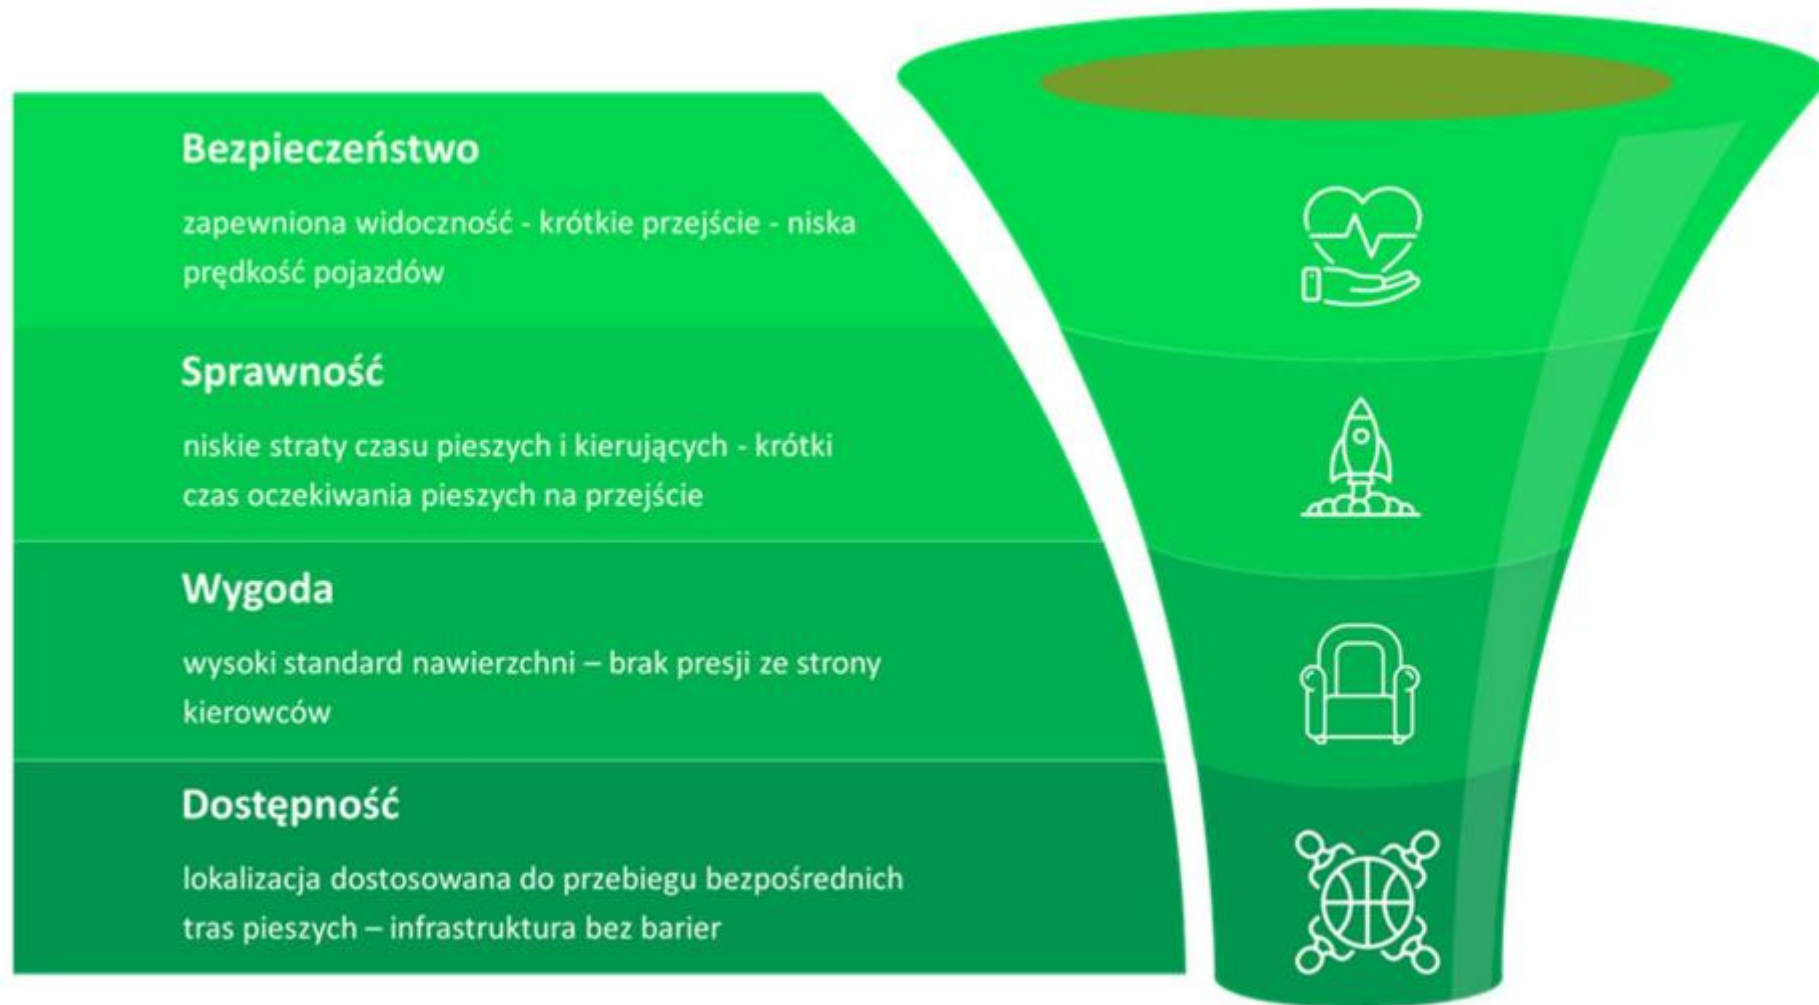 Bezpieczeństwo
zapewniona widoczność - krótkie przejście - niska
prędkość pojazdów
Sprawność
niskie straty czasu pieszych i kierujących - krótki
czas oczekiwania pieszych na przejście
Wygoda
wysoki standard nawierzchni – brak presji ze strony
kierowców
Dostępność
lokalizacja dostosowana do przebiegu bezpośrednich
tras pieszych – infrastruktura bez barier